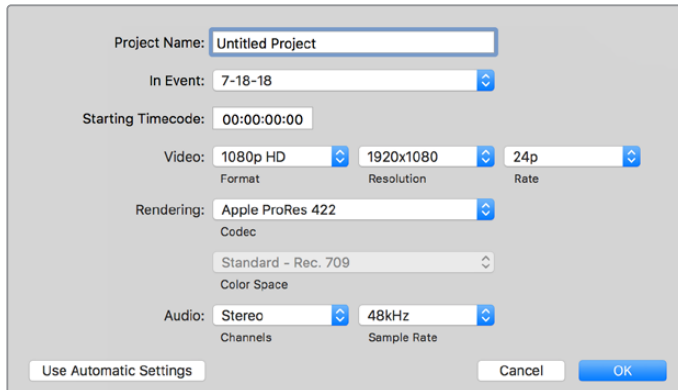 Project Name: Untitled Project
In Event: 7-18-18
Starting Timecode: 00:00:00:00
Video: 1080p HD 1920x1080 24p
Format Resolution Rate
Rendering: Apple ProRes 422
Codec
Standard - Rec. 709
Color Space
Audio: Stereo 48kHz
Channels Sample Rate
Use Automatic Settings Cancel OK